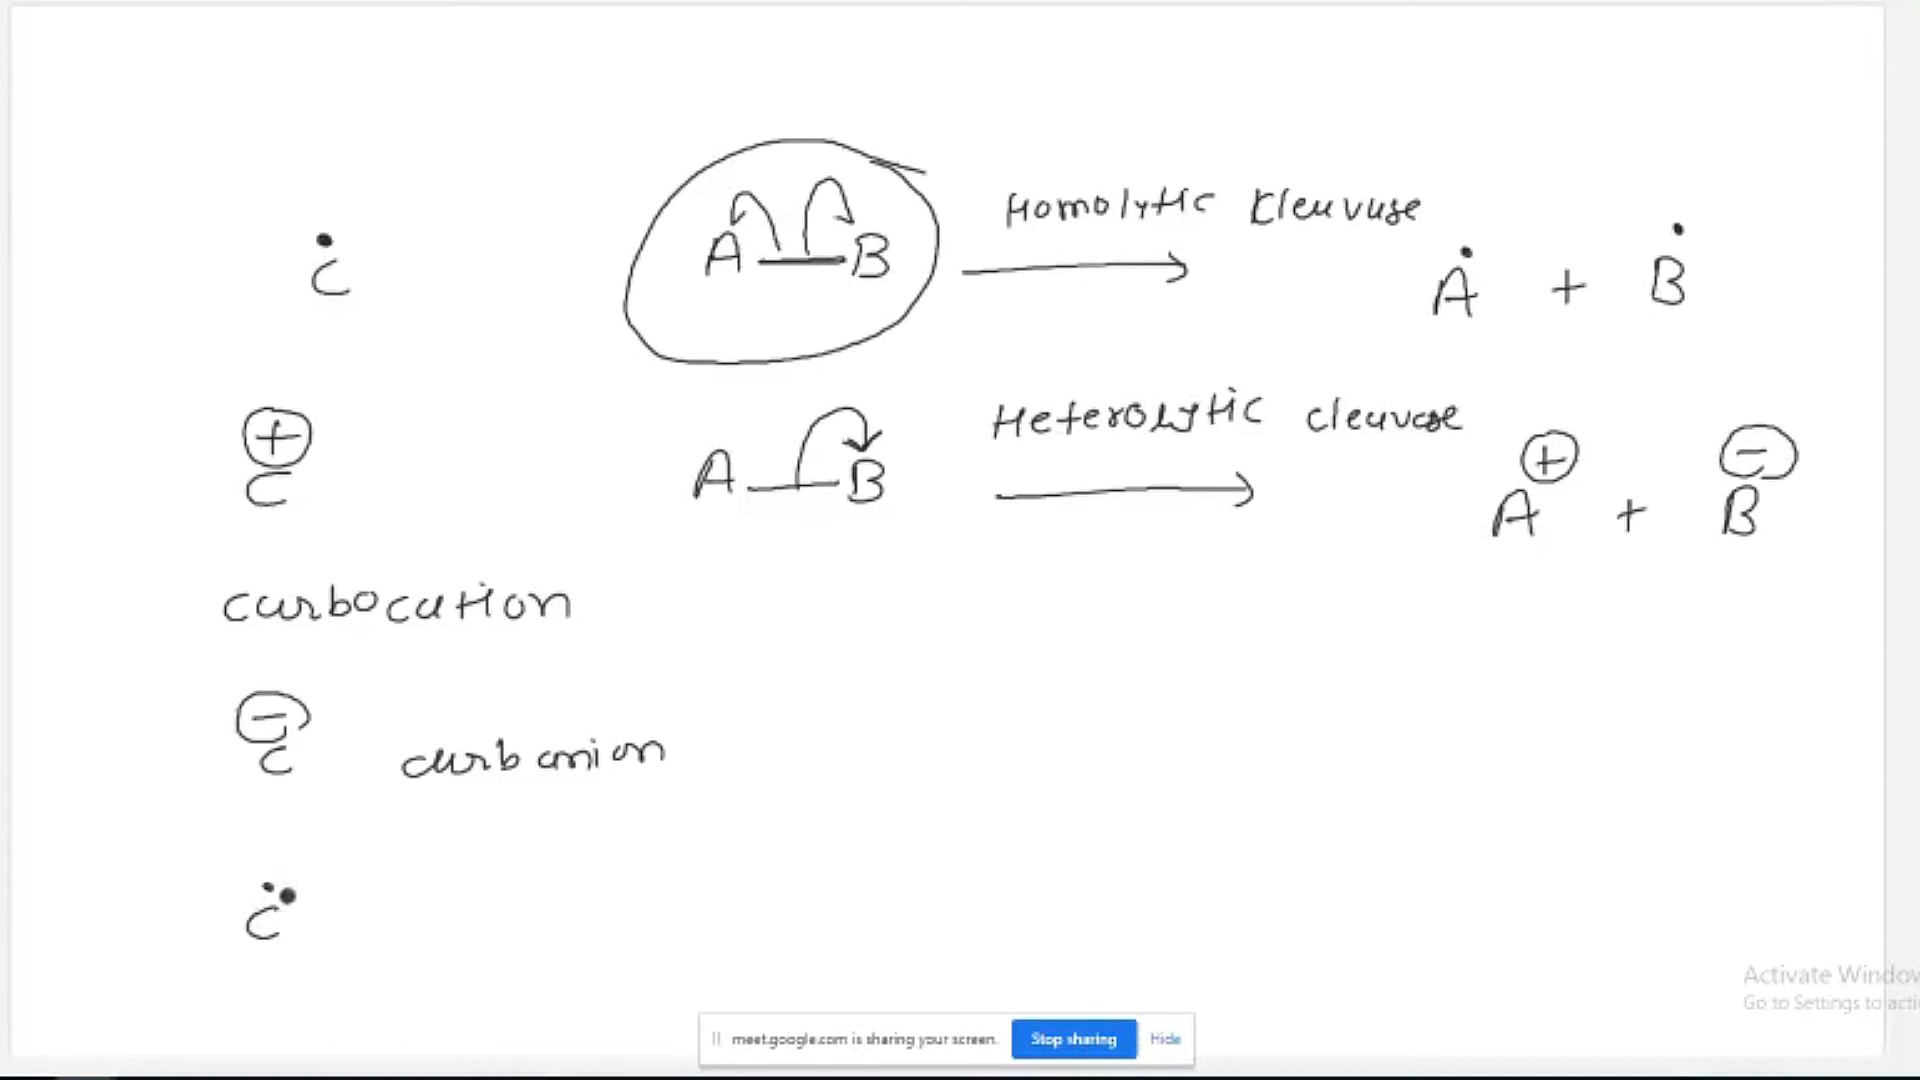 Homolytic Cleavage
Ċ A—B → Ȧ + Ḃ
Heterolytic cleavage
C⊕ A—B → A⊕ + B⊖
carbocation
C⊖ carbanion
C̈
Activate Window
Go to Settings to acti
meet.google.com is sharing your screen. Stop sharing Hide